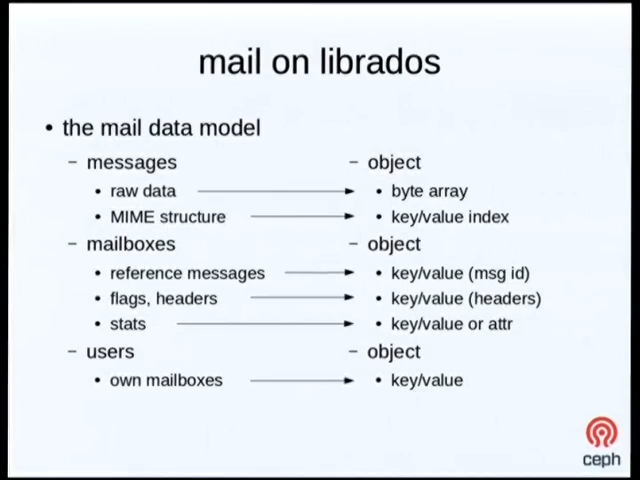 mail on librados
• the mail data model
– messages – object
• raw data • byte array
• MIME structure • key/value index
– mailboxes – object
• reference messages • key/value (msg id)
• flags, headers • key/value (headers)
• stats • key/value or attr
– users – object
• own mailboxes • key/value
ceph